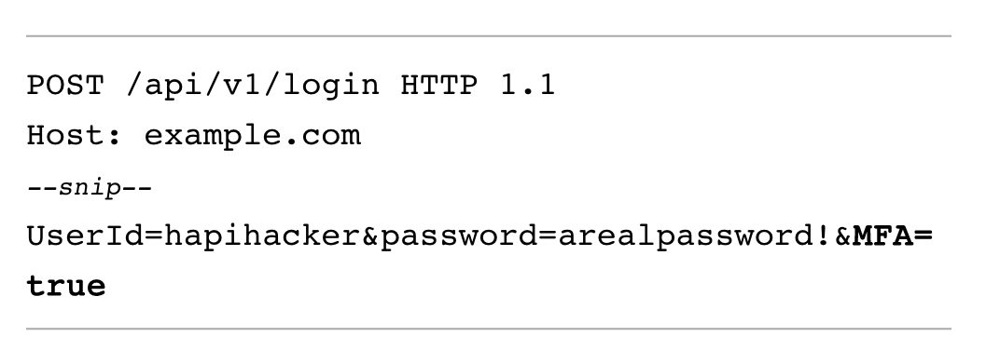 POST /api/v1/login HTTP 1.1
Host: example.com
--snip--
UserId=hapihacker&password=arealpassword!&MFA=
true